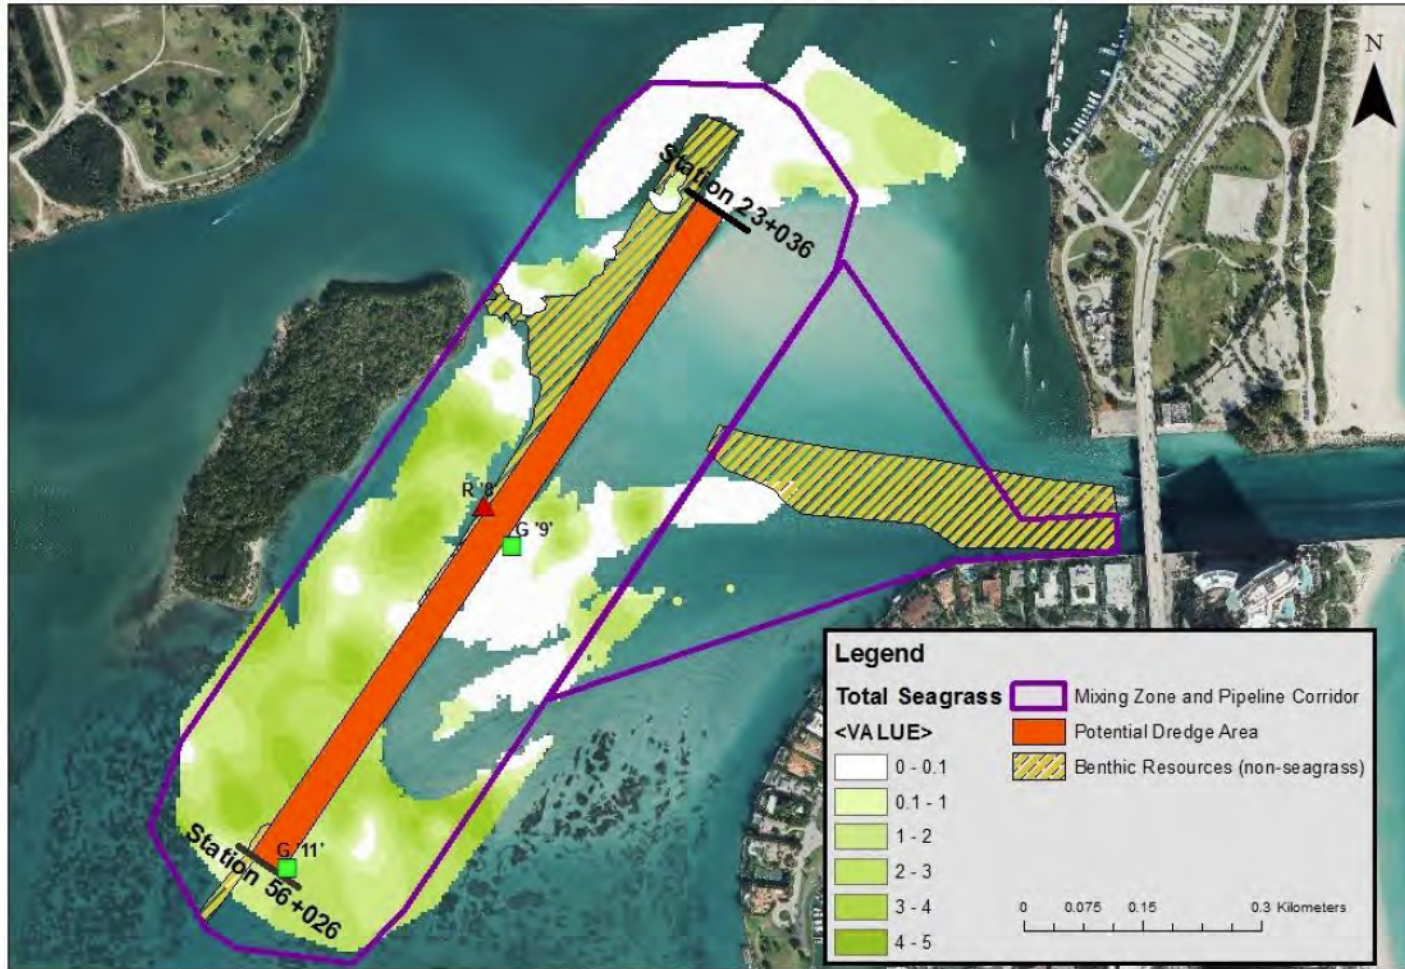 N
Station 23+036
R '8'
G '9'
G '11'
Station 56+026
Legend
Total Seagrass
<VALUE>
0 - 0.1
0.1 - 1
1 - 2
2 - 3
3 - 4
4 - 5
Mixing Zone and Pipeline Corridor
Potential Dredge Area
Benthic Resources (non-seagrass)
0 0.075 0.15 0.3 Kilometers